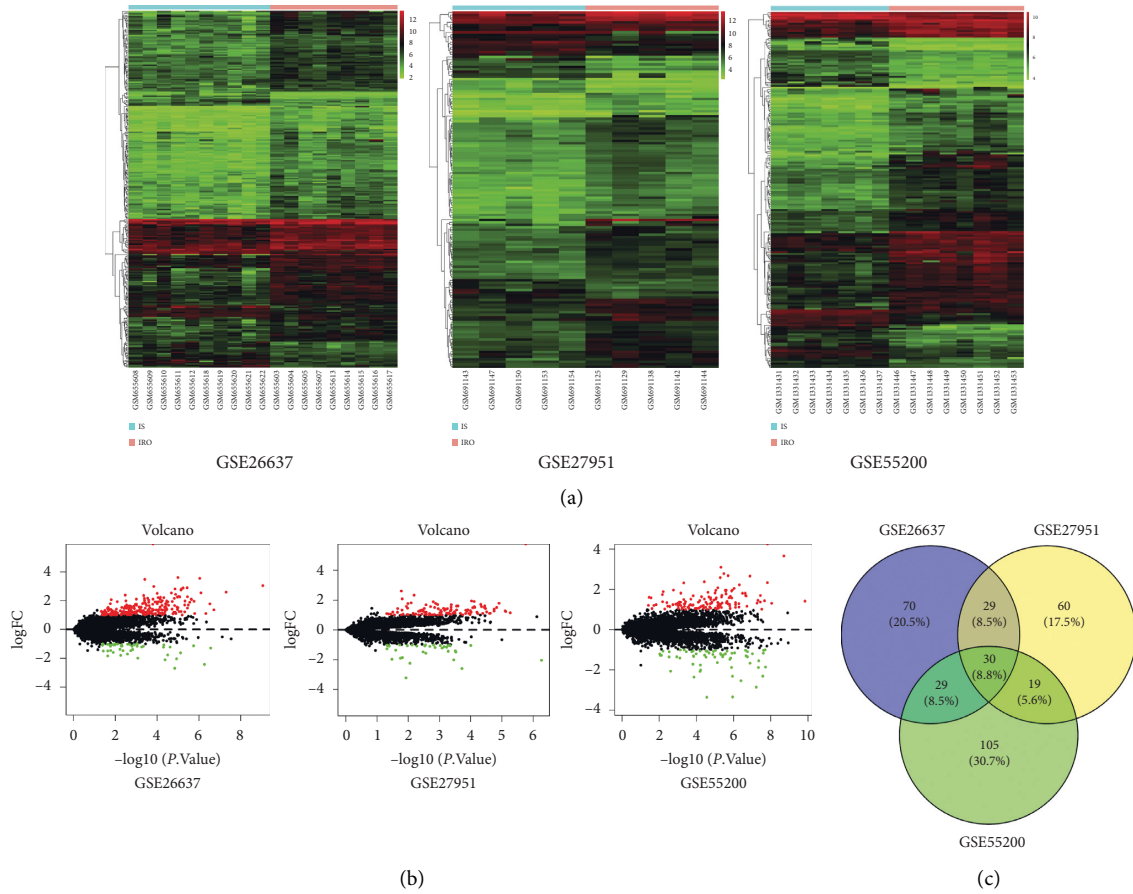 12
10
8
6
4
2
GSM655608
GSM655609
GSM655610
GSM655611
GSM655612
GSM655618
GSM655619
GSM655620
GSM655621
GSM655622
GSM655603
GSM655604
GSM655605
GSM655607
GSM655613
GSM655614
GSM655615
GSM655616
GSM655617
IS
IRO
GSE26637
12
10
8
6
4
GSM691143
GSM691147
GSM691150
GSM691153
GSM691154
GSM691125
GSM691129
GSM691138
GSM691142
GSM691144
IS
IRO
GSE27951
10
8
6
4
GSM1331431
GSM1331432
GSM1331433
GSM1331434
GSM1331435
GSM1331436
GSM1331437
GSM1331446
GSM1331447
GSM1331448
GSM1331449
GSM1331450
GSM1331451
GSM1331452
GSM1331453
IS
IRO
GSE55200
(a)
Volcano
logFC
4
2
0
−2
−4
0 2 4 6 8
−log10 (P.Value)
GSE26637
Volcano
logFC
4
2
0
−2
−4
0 1 2 3 4 5 6
−log10 (P.Value)
GSE27951
Volcano
logFC
4
2
0
−2
−4
0 2 4 6 8 10
−log10 (P.Value)
GSE55200
(b)
GSE26637
GSE27951
70
(20.5%)
29
(8.5%)
60
(17.5%)
30
(8.8%)
29
(8.5%)
19
(5.6%)
105
(30.7%)
GSE55200
(c)